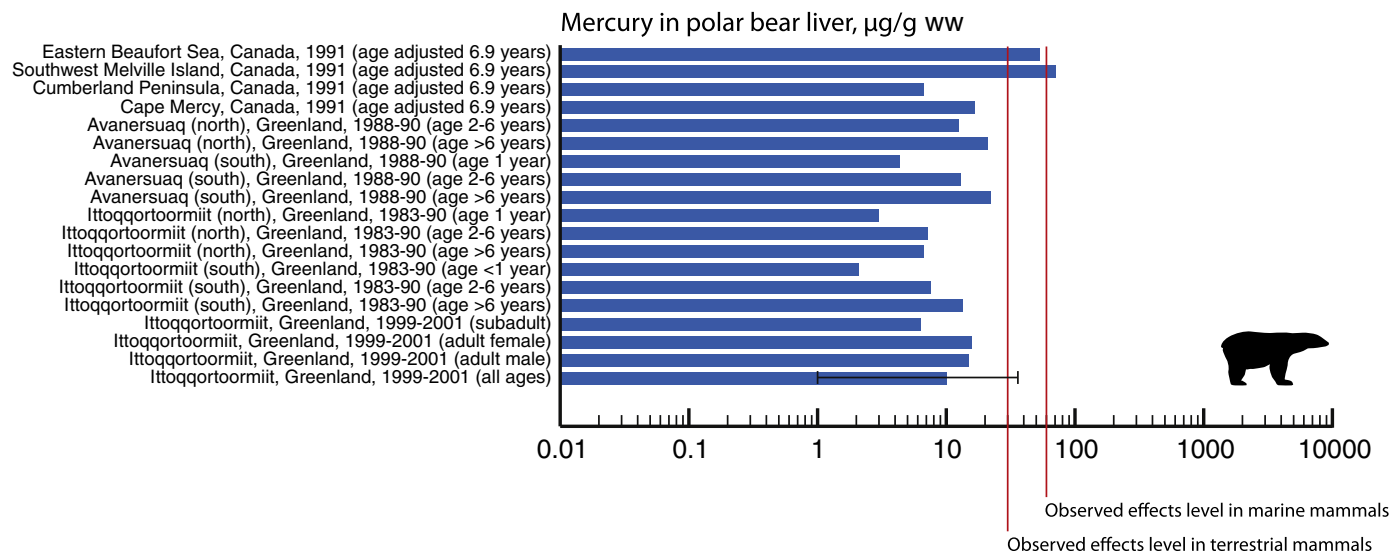 Mercury in polar bear liver, µg/g ww
Eastern Beaufort Sea, Canada, 1991 (age adjusted 6.9 years)
Southwest Melville Island, Canada, 1991 (age adjusted 6.9 years)
Cumberland Peninsula, Canada, 1991 (age adjusted 6.9 years)
Cape Mercy, Canada, 1991 (age adjusted 6.9 years)
Avanersuaq (north), Greenland, 1988-90 (age 2-6 years)
Avanersuaq (north), Greenland, 1988-90 (age >6 years)
Avanersuaq (south), Greenland, 1988-90 (age 1 year)
Avanersuaq (south), Greenland, 1988-90 (age 2-6 years)
Avanersuaq (south), Greenland, 1988-90 (age >6 years)
Ittoqqortoormiit (north), Greenland, 1983-90 (age 1 year)
Ittoqqortoormiit (north), Greenland, 1983-90 (age 2-6 years)
Ittoqqortoormiit (north), Greenland, 1983-90 (age >6 years)
Ittoqqortoormiit (south), Greenland, 1983-90 (age <1 year)
Ittoqqortoormiit (south), Greenland, 1983-90 (age 2-6 years)
Ittoqqortoormiit (south), Greenland, 1983-90 (age >6 years)
Ittoqqortoormiit, Greenland, 1999-2001 (subadult)
Ittoqqortoormiit, Greenland, 1999-2001 (adult female)
Ittoqqortoormiit, Greenland, 1999-2001 (adult male)
Ittoqqortoormiit, Greenland, 1999-2001 (all ages)
0.01 0.1 1 10 100 1000 10000
Observed effects level in marine mammals
Observed effects level in terrestrial mammals